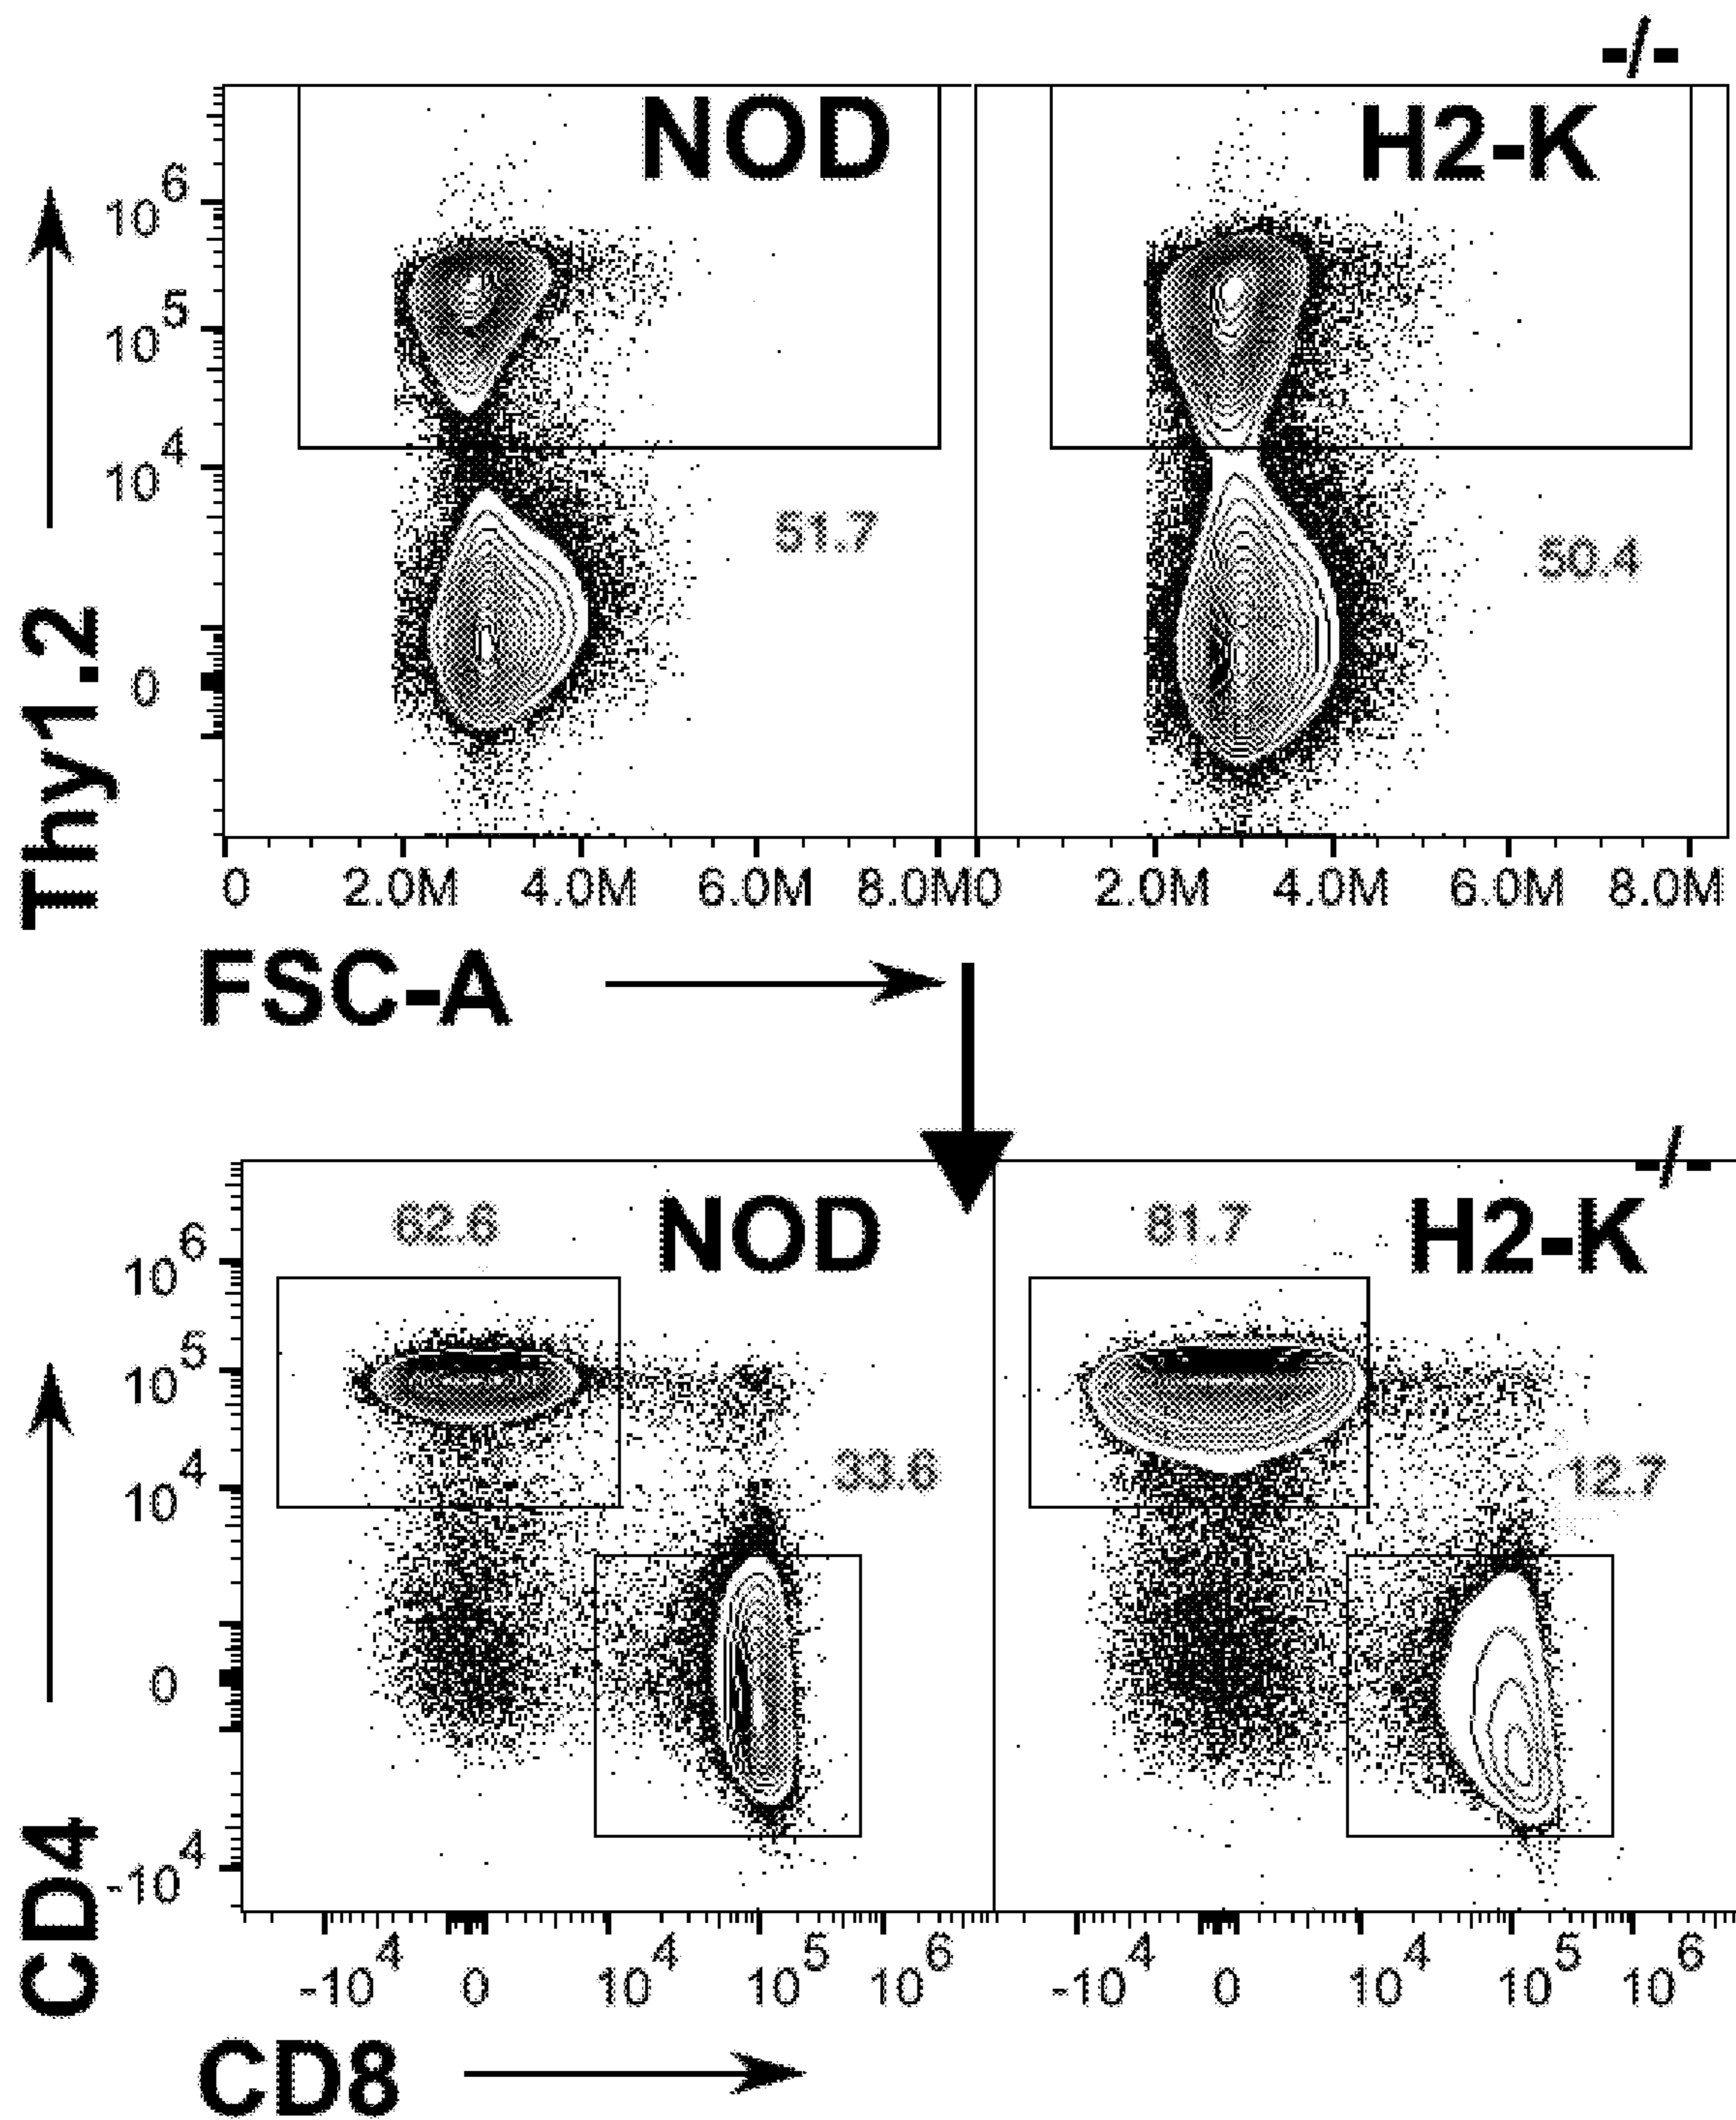 NOD
H2-K-/-
10^6
10^5
10^4
0
51.7
50.4
Thy1.2
0 2.0M 4.0M 6.0M 8.0M0 2.0M 4.0M 6.0M 8.0M
FSC-A
62.6
NOD
81.7
H2-K-/-
10^6
10^5
10^4
0
-10^4
33.6
12.7
CD4
-10^4 0 10^4 10^5 10^6 -10^4 0 10^4 10^5 10^6
CD8